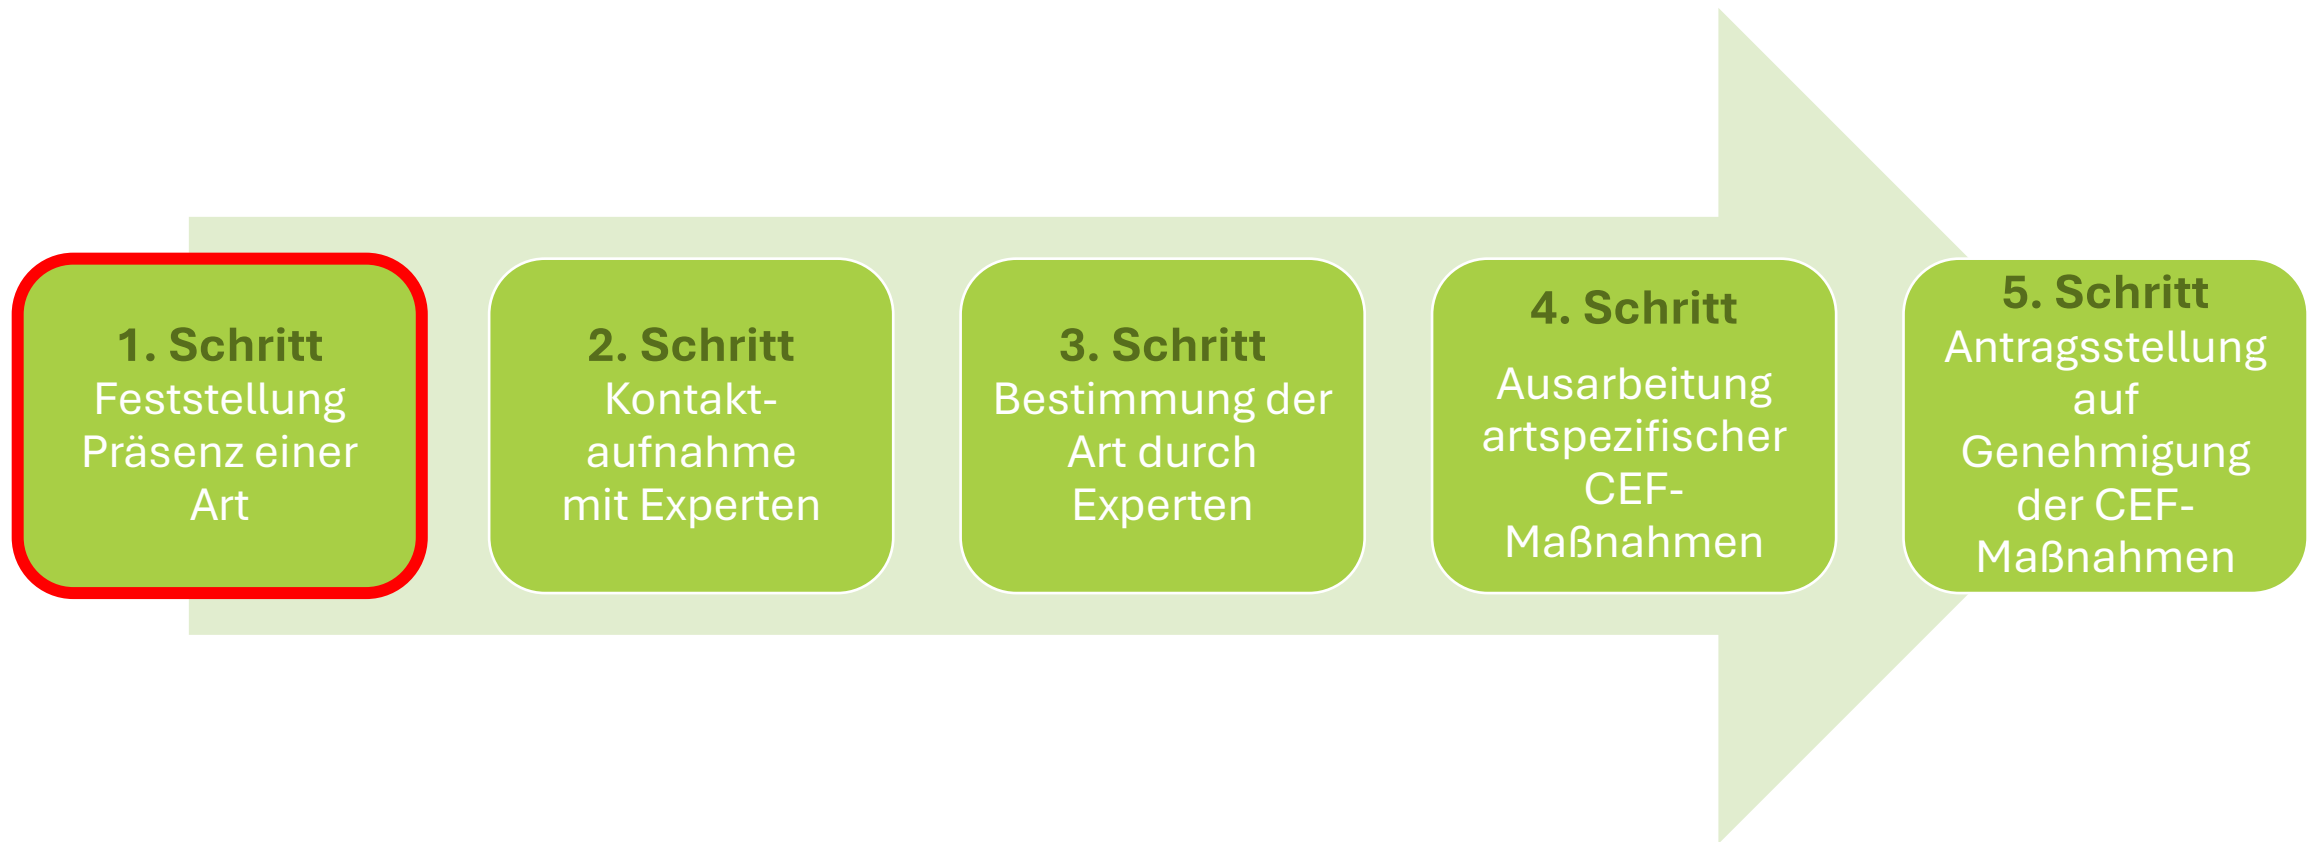 1. Schritt
Feststellung
Präsenz einer
Art
2. Schritt
Kontakt-
aufnahme
mit Experten
3. Schritt
Bestimmung der
Art durch
Experten
4. Schritt
Ausarbeitung
artspezifischer
CEF-
Maßnahmen
5. Schritt
Antragsstellung
auf
Genehmigung
der CEF-
Maßnahmen